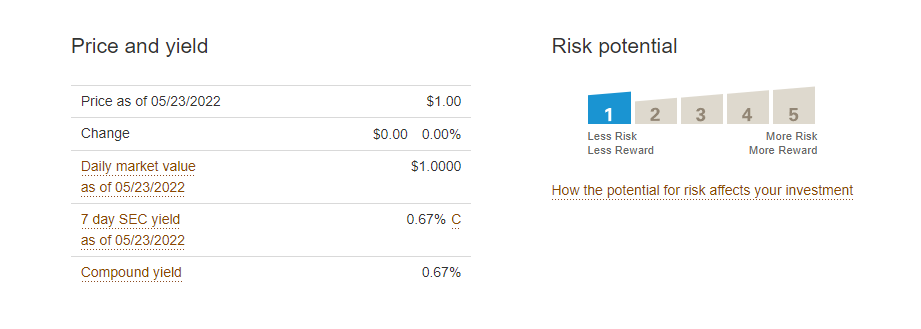 Price and yield
Price as of 05/23/2022 $1.00
Change $0.00 0.00%
Daily market value $1.0000
as of 05/23/2022
7 day SEC yield 0.67% C
as of 05/23/2022
Compound yield 0.67%
Risk potential
1 2 3 4 5
Less Risk More Risk
Less Reward More Reward
How the potential for risk affects your investment